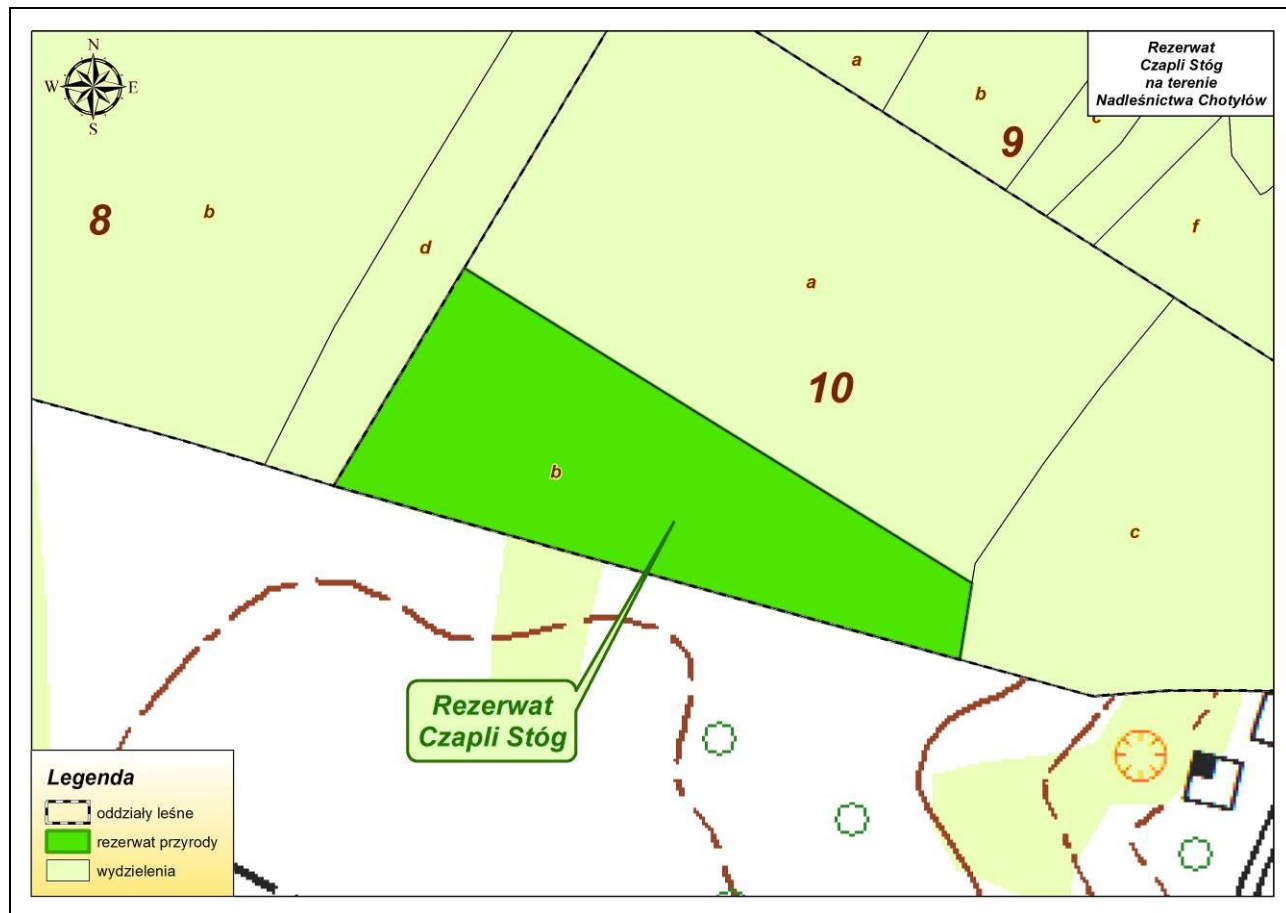 N
W E
S
Rezerwat
Czapli Stóg
na terenie
Nadleśnictwa Chotyłów
a
b
c
9
8
b
d
f
a
10
b
c
Rezerwat
Czapli Stóg
Legenda
oddziały leśne
rezerwat przyrody
wydzielenia